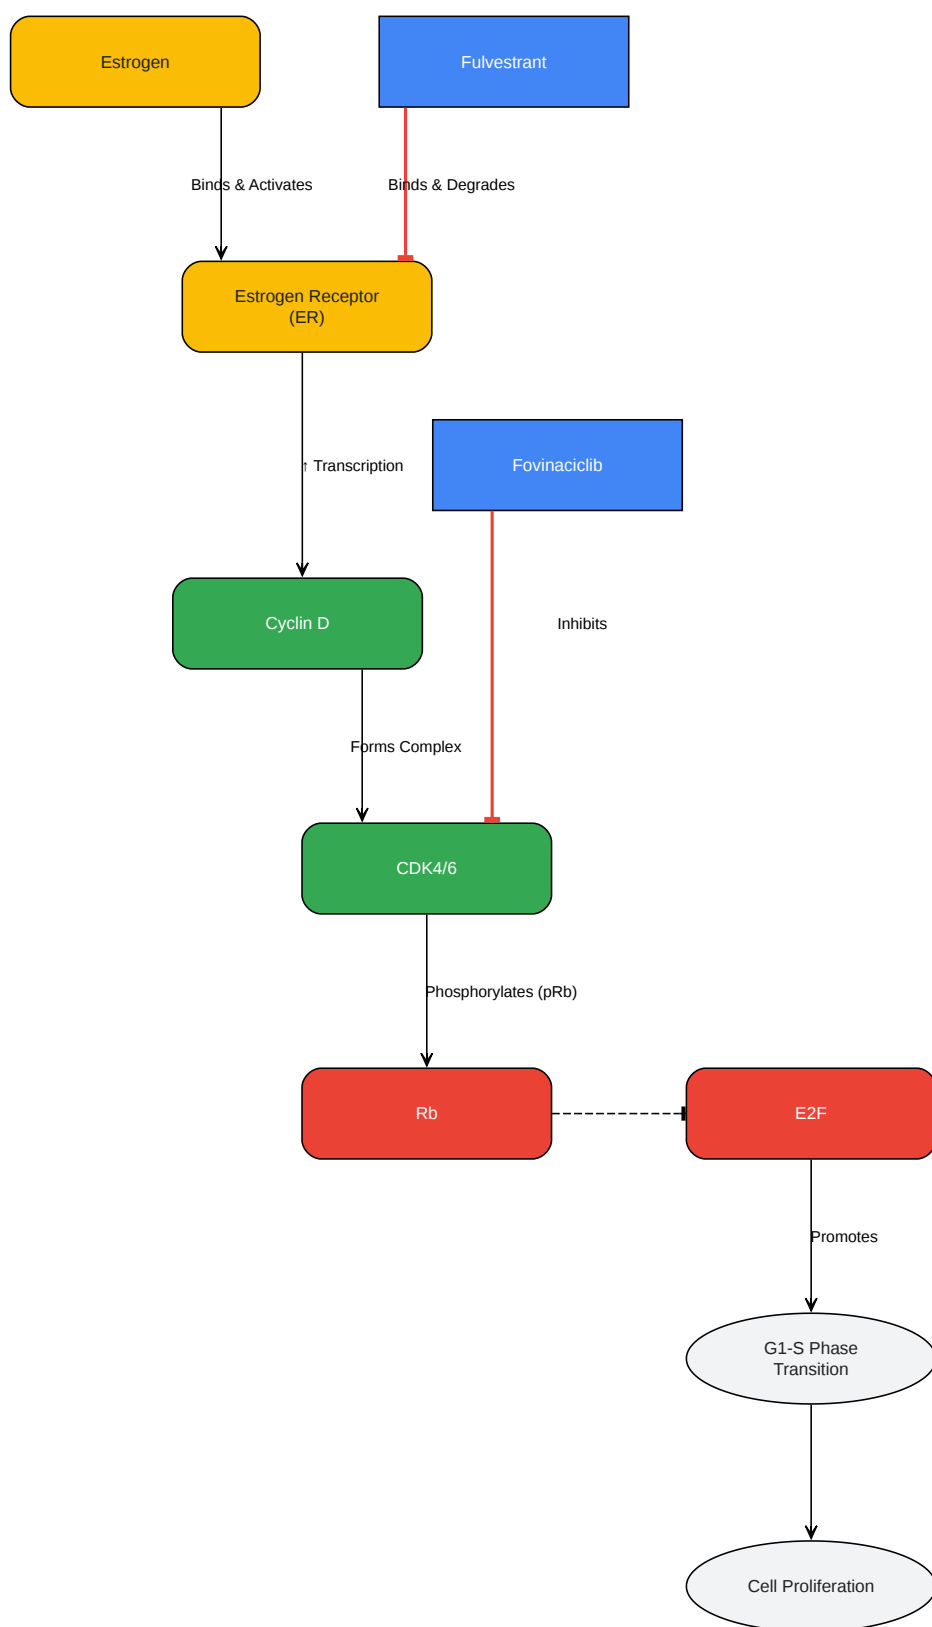 Estrogen
Fulvestrant
Binds & Activates
Binds & Degrades
Estrogen Receptor
(ER)
↑ Transcription
Fovinaciclib
Cyclin D
Inhibits
Forms Complex
CDK4/6
Phosphorylates (pRb)
Rb
E2F
Promotes
G1-S Phase
Transition
Cell Proliferation